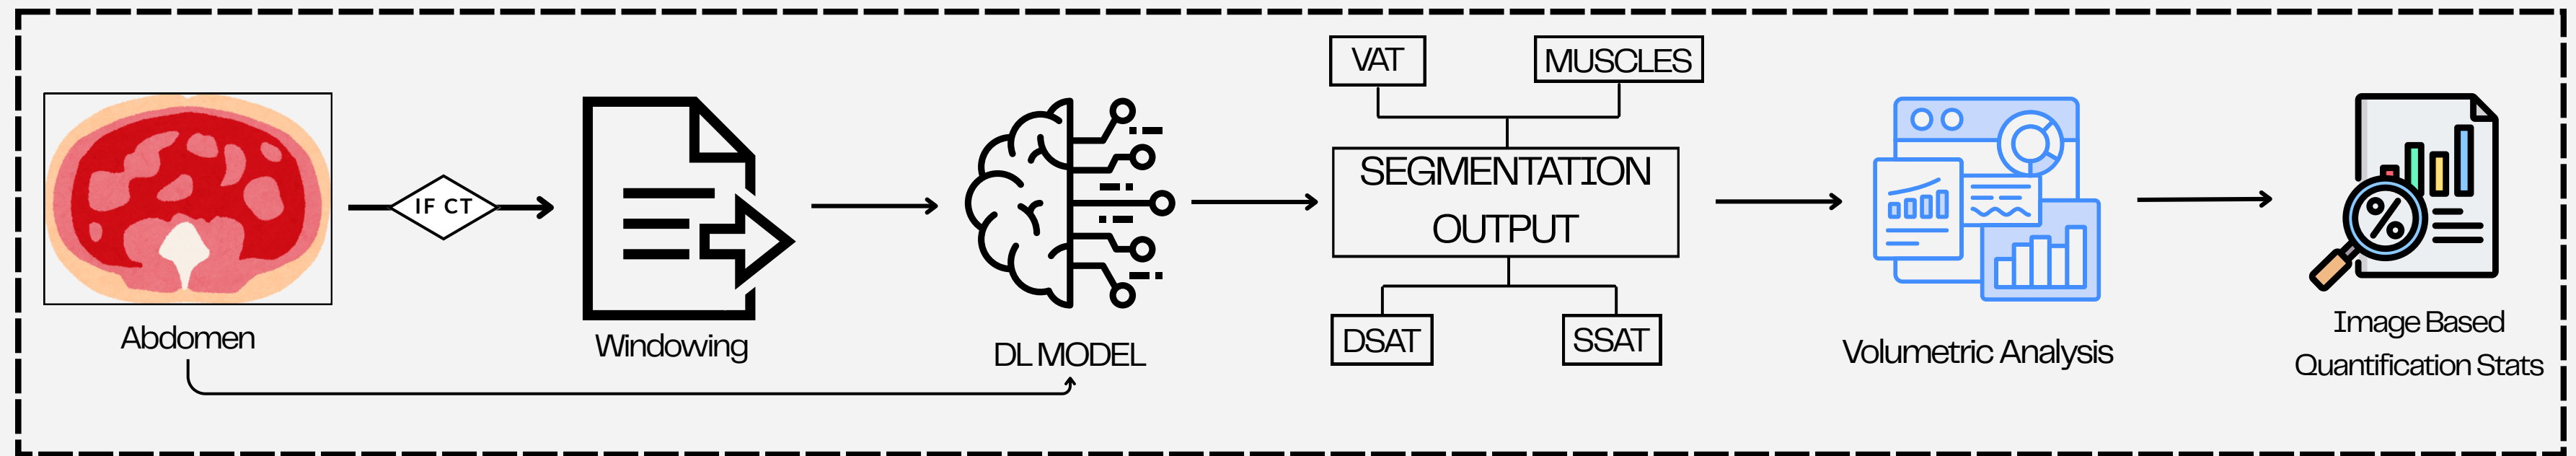 Abdomen
IF CT
Windowing
DL MODEL
VAT
MUSCLES
SEGMENTATION
OUTPUT
DSAT
SSAT
Volumetric Analysis
Image Based
Quantification Stats